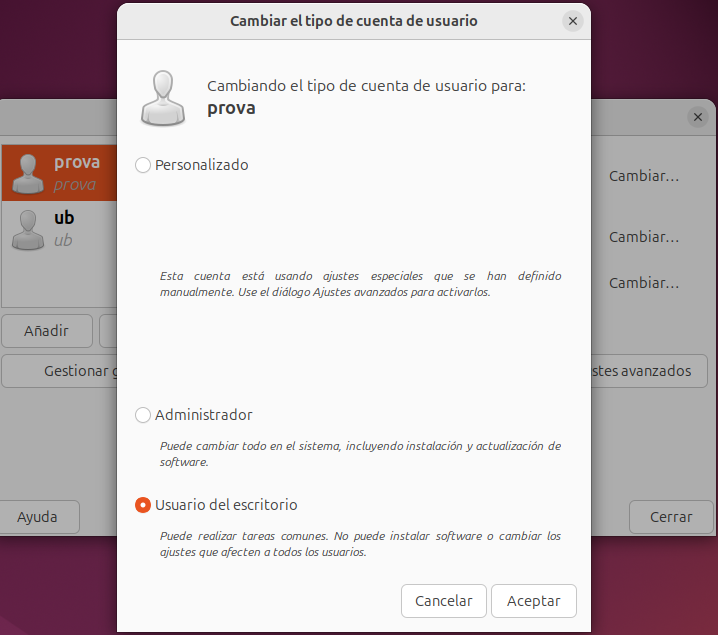 Cambiar el tipo de cuenta de usuario
Cambiando el tipo de cuenta de usuario para:
prova
Personalizado
Esta cuenta está usando ajustes especiales que se han definido
manualmente. Use el diálogo Ajustes avanzados para activarlos.
Administrador
Puede cambiar todo en el sistema, incluyendo instalación y actualización de
software.
Usuario del escritorio
Puede realizar tareas comunes. No puede instalar software o cambiar los
ajustes que afecten a todos los usuarios.
Cancelar
Aceptar
prova
prova
ub
ub
Añadir
Gestionar g
Ayuda
Cambiar...
Cambiar...
Cambiar...
stes avanzados
Cerrar